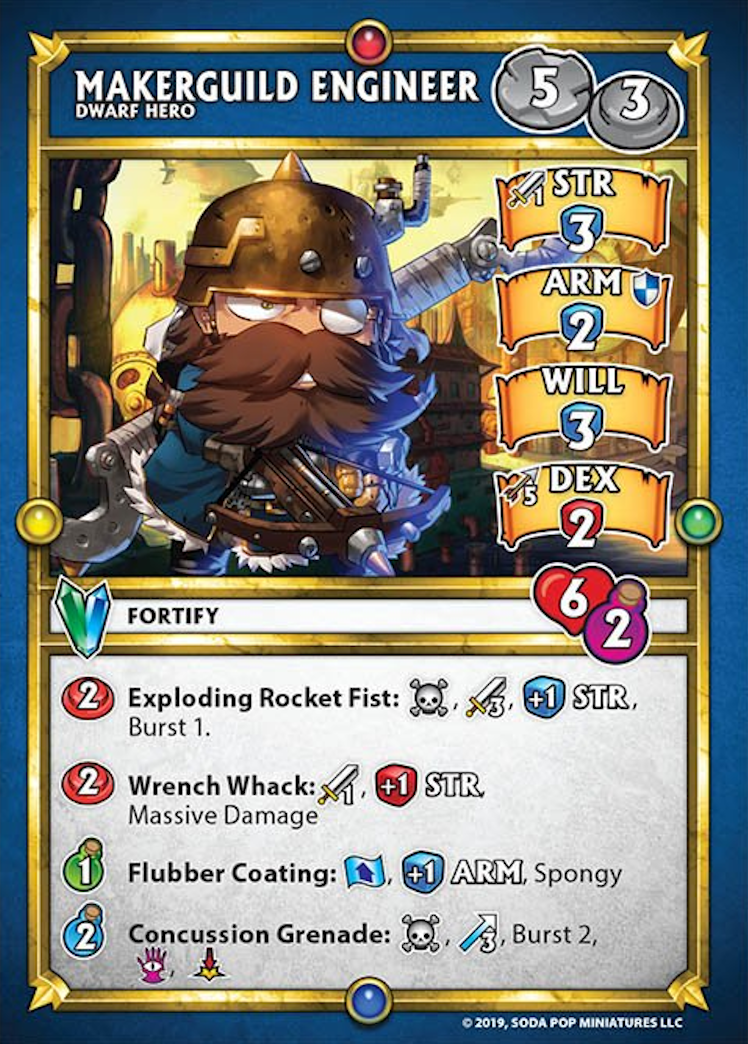 MAKERGUILD ENGINEER 5 3
DWARF HERO
1 STR
3
ARM
2
WILL
3
5 DEX
2
FORTIFY 6 2
2 Exploding Rocket Fist: , 3, +1 STR,
Burst 1.
2 Wrench Whack: 1, +1 STR,
Massive Damage
1 Flubber Coating: , +1 ARM, Spongy
2 Concussion Grenade: , 3, Burst 2,
,
© 2019, SODA POP MINIATURES LLC